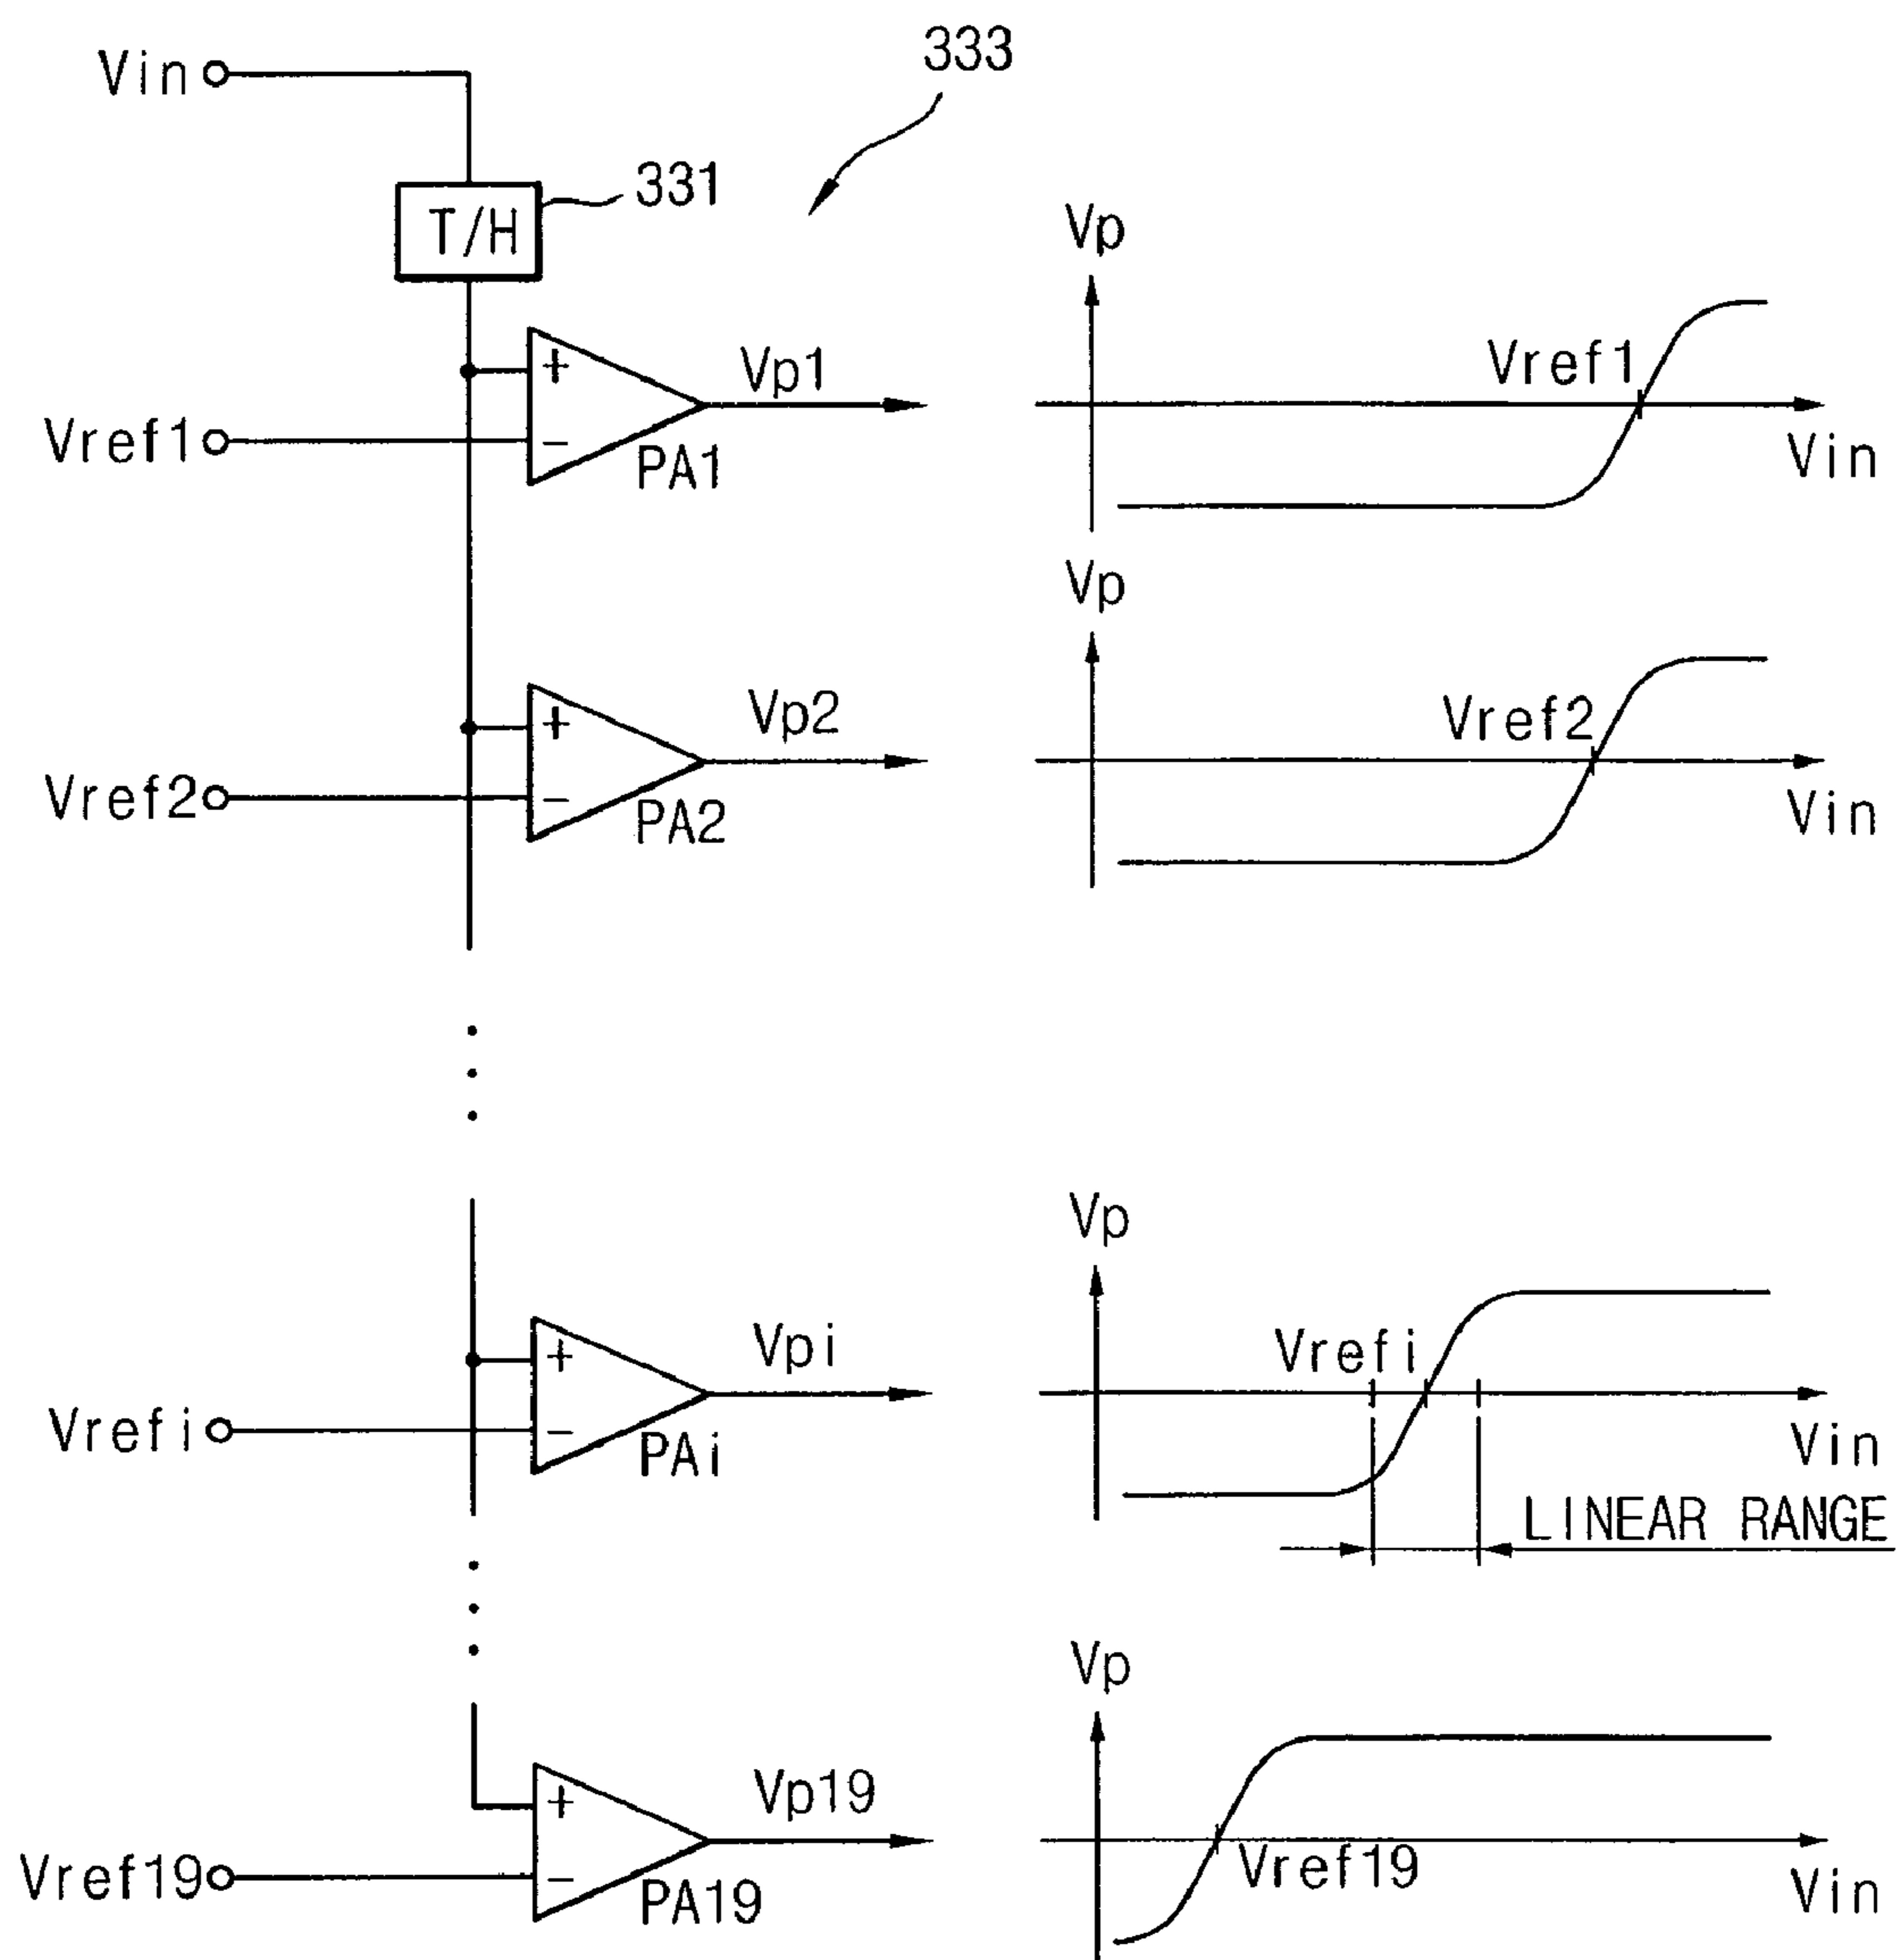 Vin
333
331
T/H
Vp
Vp1
Vref1
+
Vref1
−
PA1
Vin
Vp
Vp2
Vref2
+
Vref2
−
PA2
Vin
Vp
Vpi
Vrefi
+
Vrefi
−
PAi
Vin
LINEAR RANGE
Vp
Vp19
+
Vref19
Vref19
−
PA19
Vin